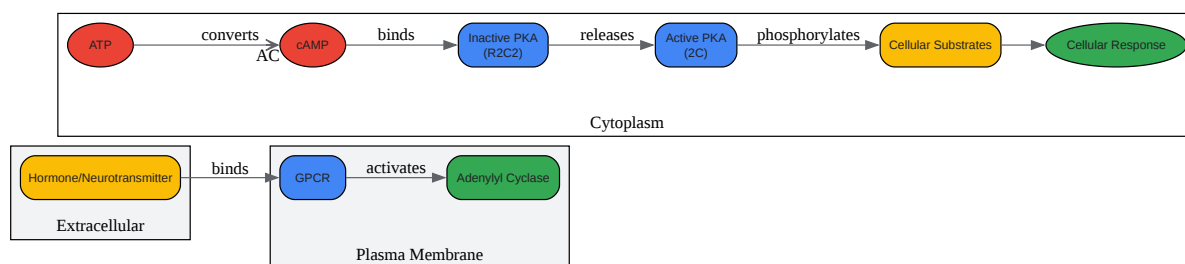 ATP
converts
AC
cAMP
binds
Inactive PKA
(R2C2)
releases
Active PKA
(2C)
phosphorylates
Cellular Substrates
Cellular Response
Cytoplasm
Hormone/Neurotransmitter
binds
GPCR
activates
Adenylyl Cyclase
Extracellular
Plasma Membrane